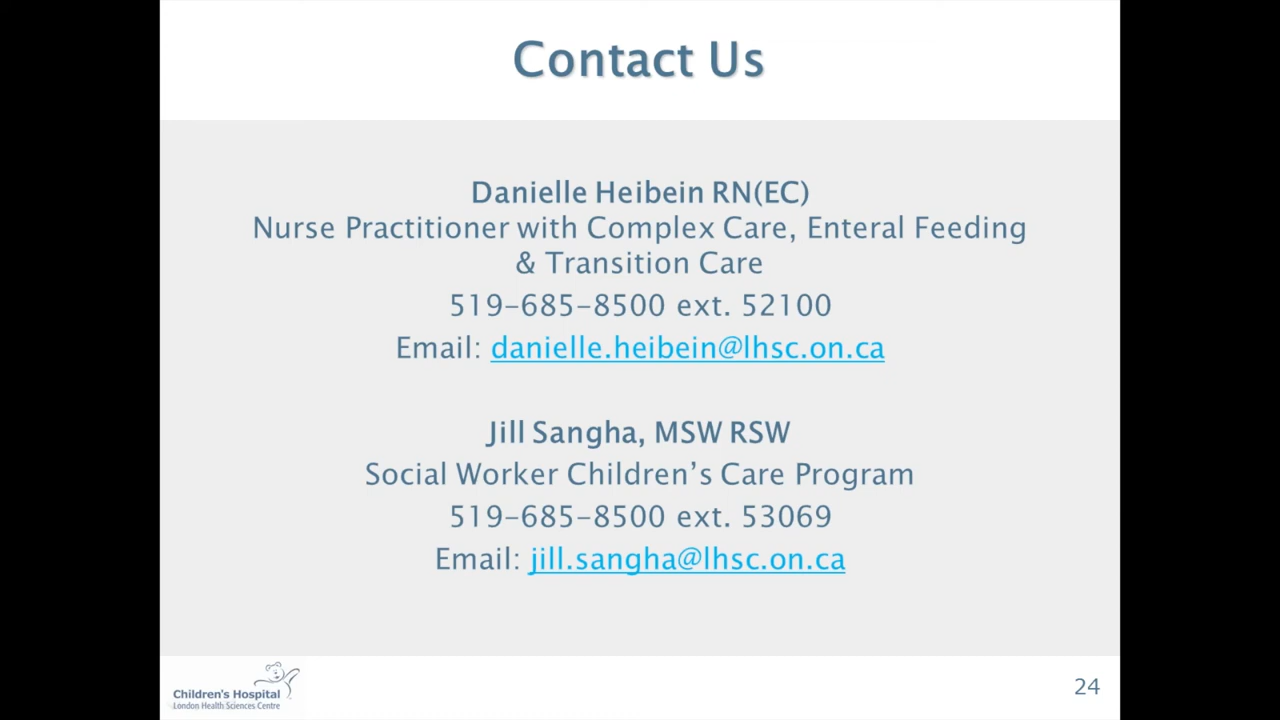 Contact Us
Danielle Heibein RN(EC)
Nurse Practitioner with Complex Care, Enteral Feeding
& Transition Care
519-685-8500 ext. 52100
Email: danielle.heibein@lhsc.on.ca
Jill Sangha, MSW RSW
Social Worker Children’s Care Program
519-685-8500 ext. 53069
Email: jill.sangha@lhsc.on.ca
Children's Hospital
London Health Sciences Centre
24